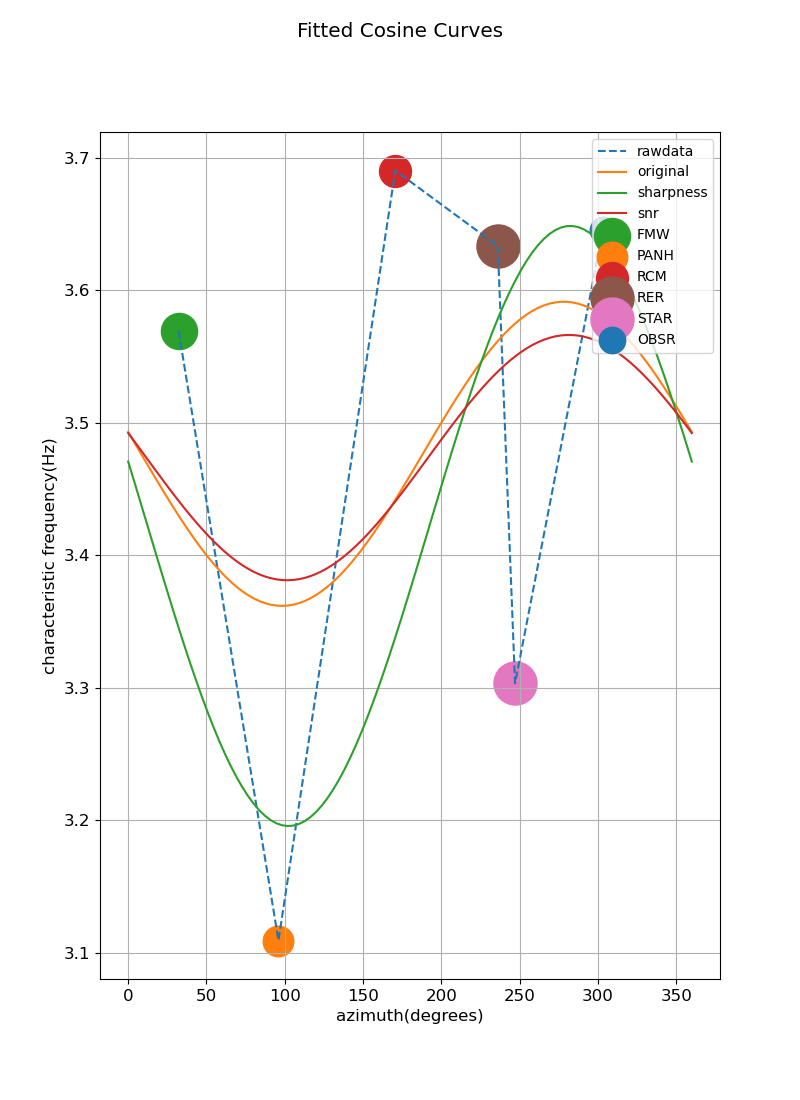 Fitted Cosine Curves
rawdata
original
sharpness
snr
FMW
PANH
RCM
RER
STAR
OBSR
characteristic frequency(Hz)
3.7
3.6
3.5
3.4
3.3
3.2
3.1
0 50 100 150 200 250 300 350
azimuth(degrees)